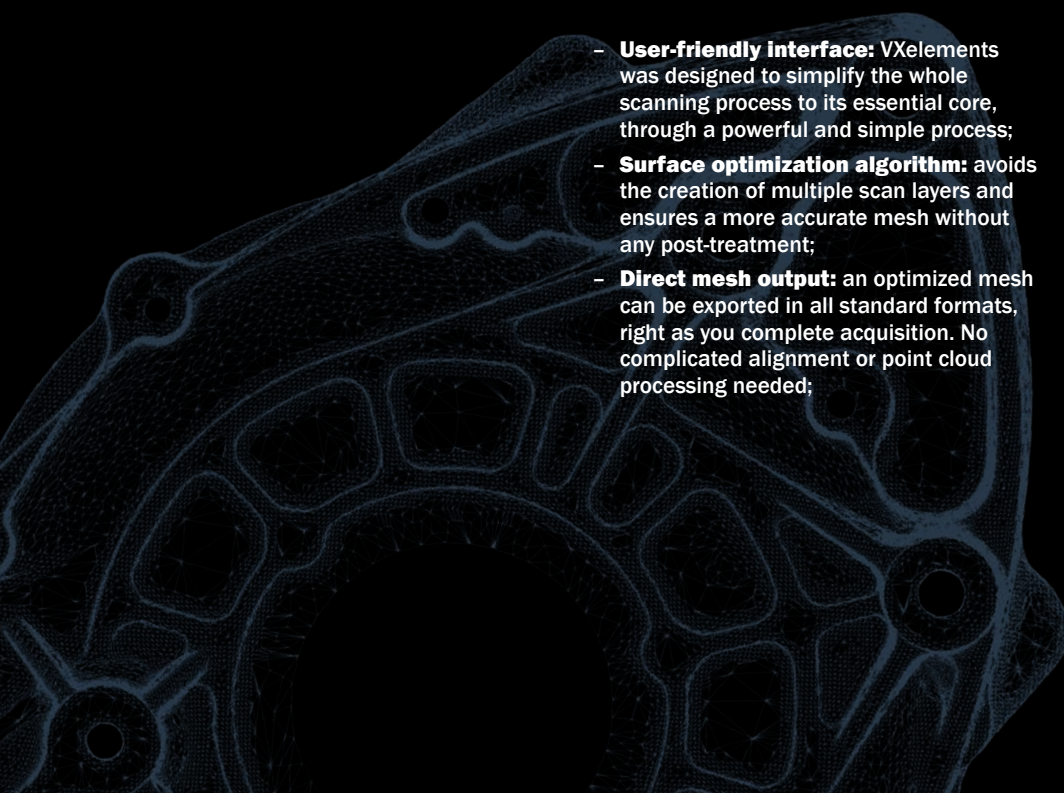 – User-friendly interface: VXelements
was designed to simplify the whole
scanning process to its essential core,
through a powerful and simple process;
– Surface optimization algorithm: avoids
the creation of multiple scan layers and
ensures a more accurate mesh without
any post-treatment;
– Direct mesh output: an optimized mesh
can be exported in all standard formats,
right as you complete acquisition. No
complicated alignment or point cloud
processing needed;